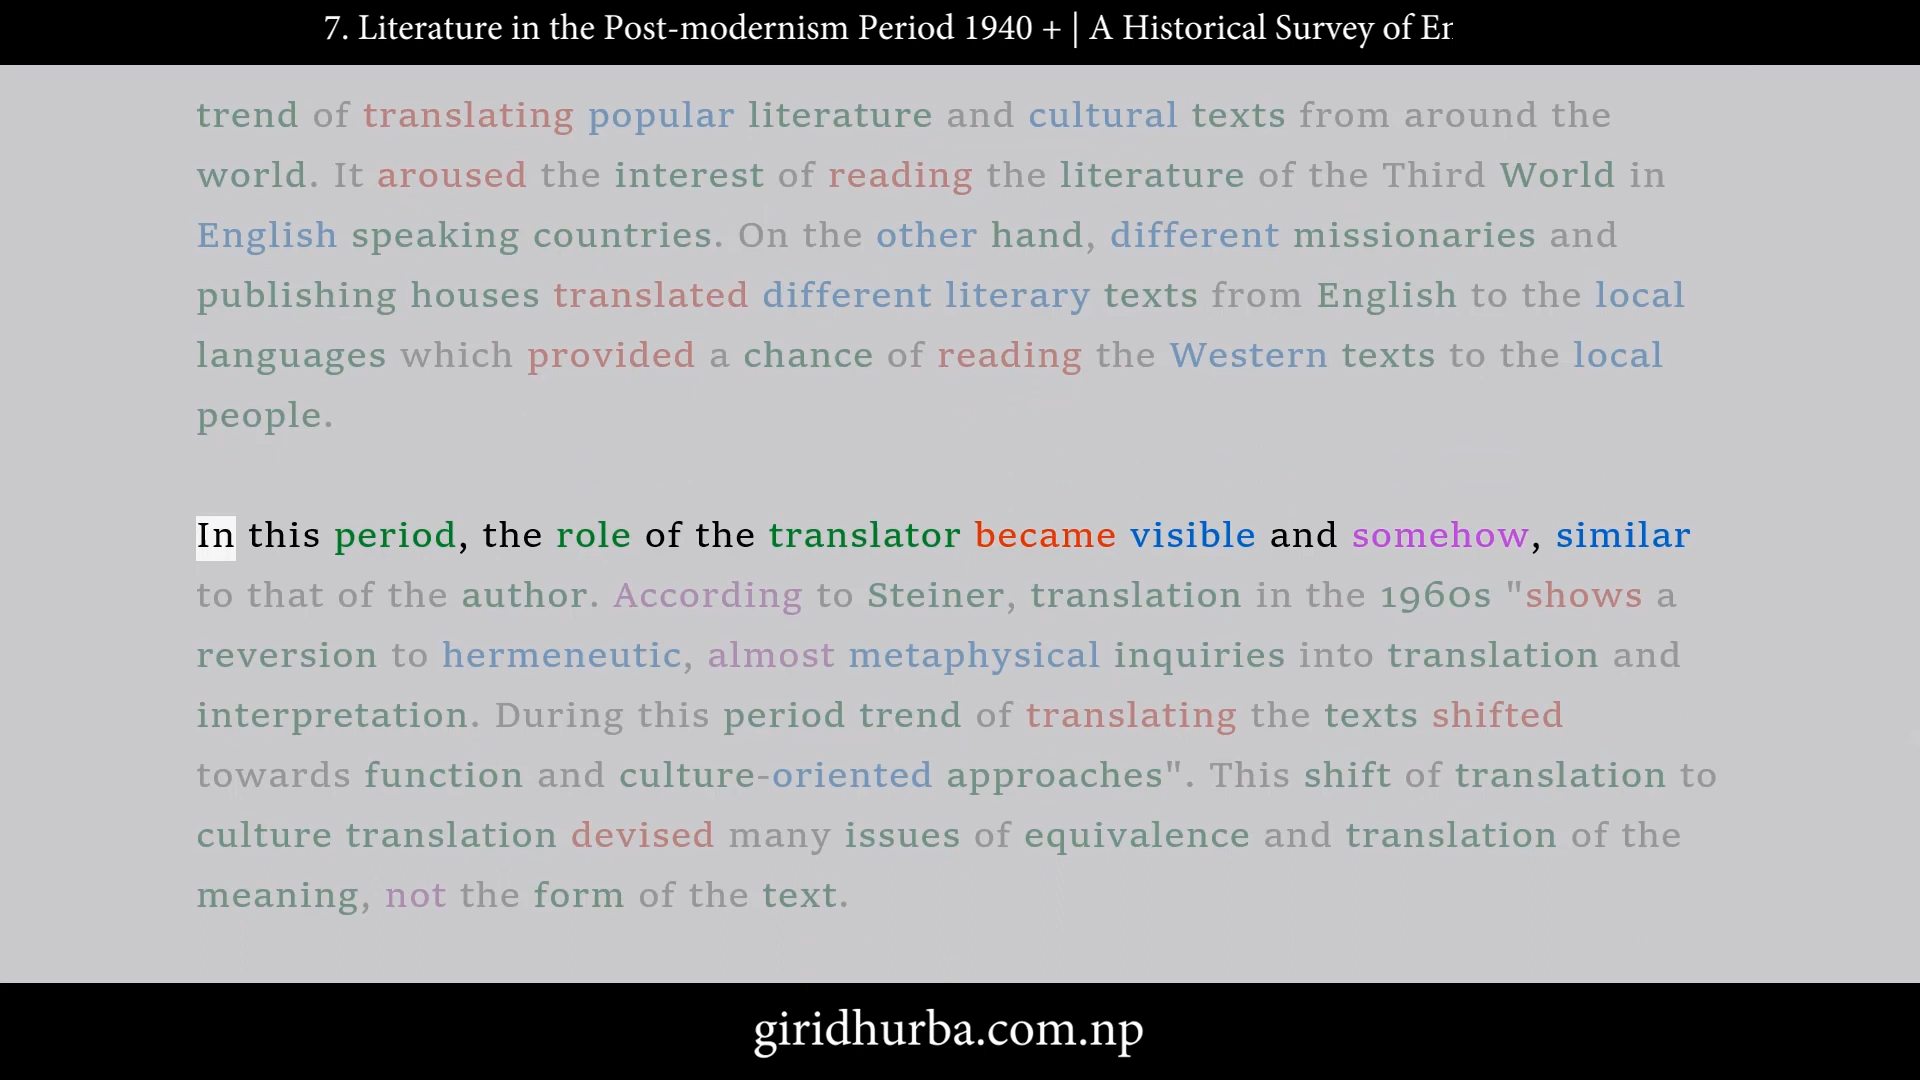 7. Literature in the Post-modernism Period 1940 + | A Historical Survey of En
trend of translating popular literature and cultural texts from around the
world. It aroused the interest of reading the literature of the Third World in
English speaking countries. On the other hand, different missionaries and
publishing houses translated different literary texts from English to the local
languages which provided a chance of reading the Western texts to the local
people.
In this period, the role of the translator became visible and somehow, similar
to that of the author. According to Steiner, translation in the 1960s "shows a
reversion to hermeneutic, almost metaphysical inquiries into translation and
interpretation. During this period trend of translating the texts shifted
towards function and culture-oriented approaches". This shift of translation to
culture translation devised many issues of equivalence and translation of the
meaning, not the form of the text.
giridhurba.com.np